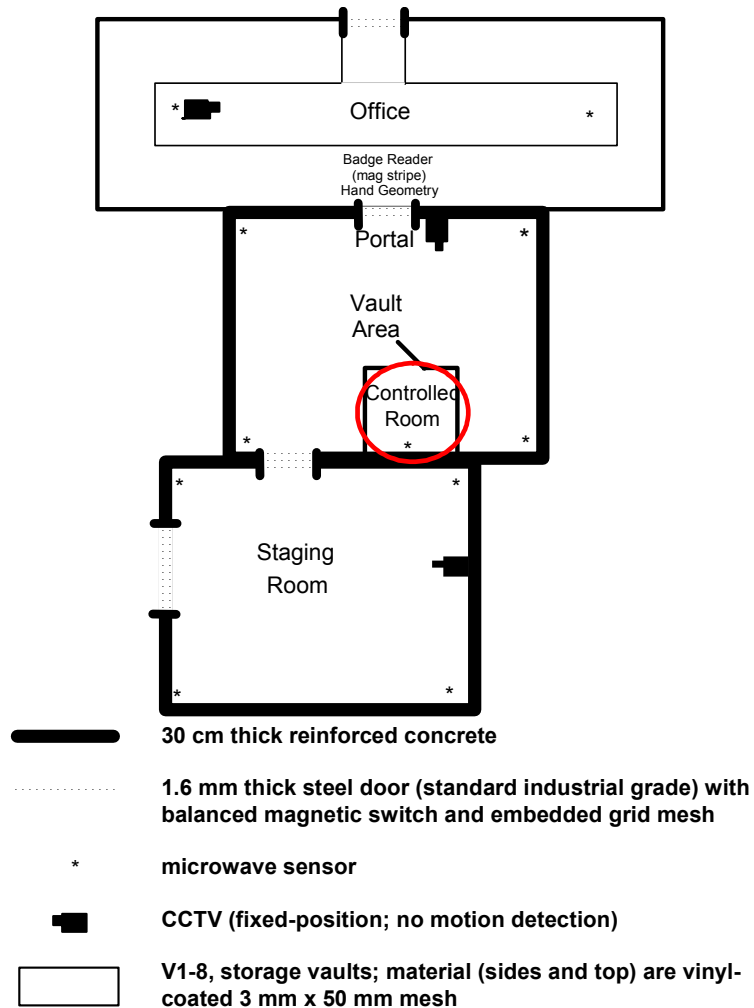 Office
Badge Reader
(mag stripe)
Hand Geometry
Portal
Vault
Area
Controlled
Room
Staging
Room
30 cm thick reinforced concrete
1.6 mm thick steel door (standard industrial grade) with
balanced magnetic switch and embedded grid mesh
* microwave sensor
CCTV (fixed-position; no motion detection)
V1-8, storage vaults; material (sides and top) are vinyl-
coated 3 mm x 50 mm mesh